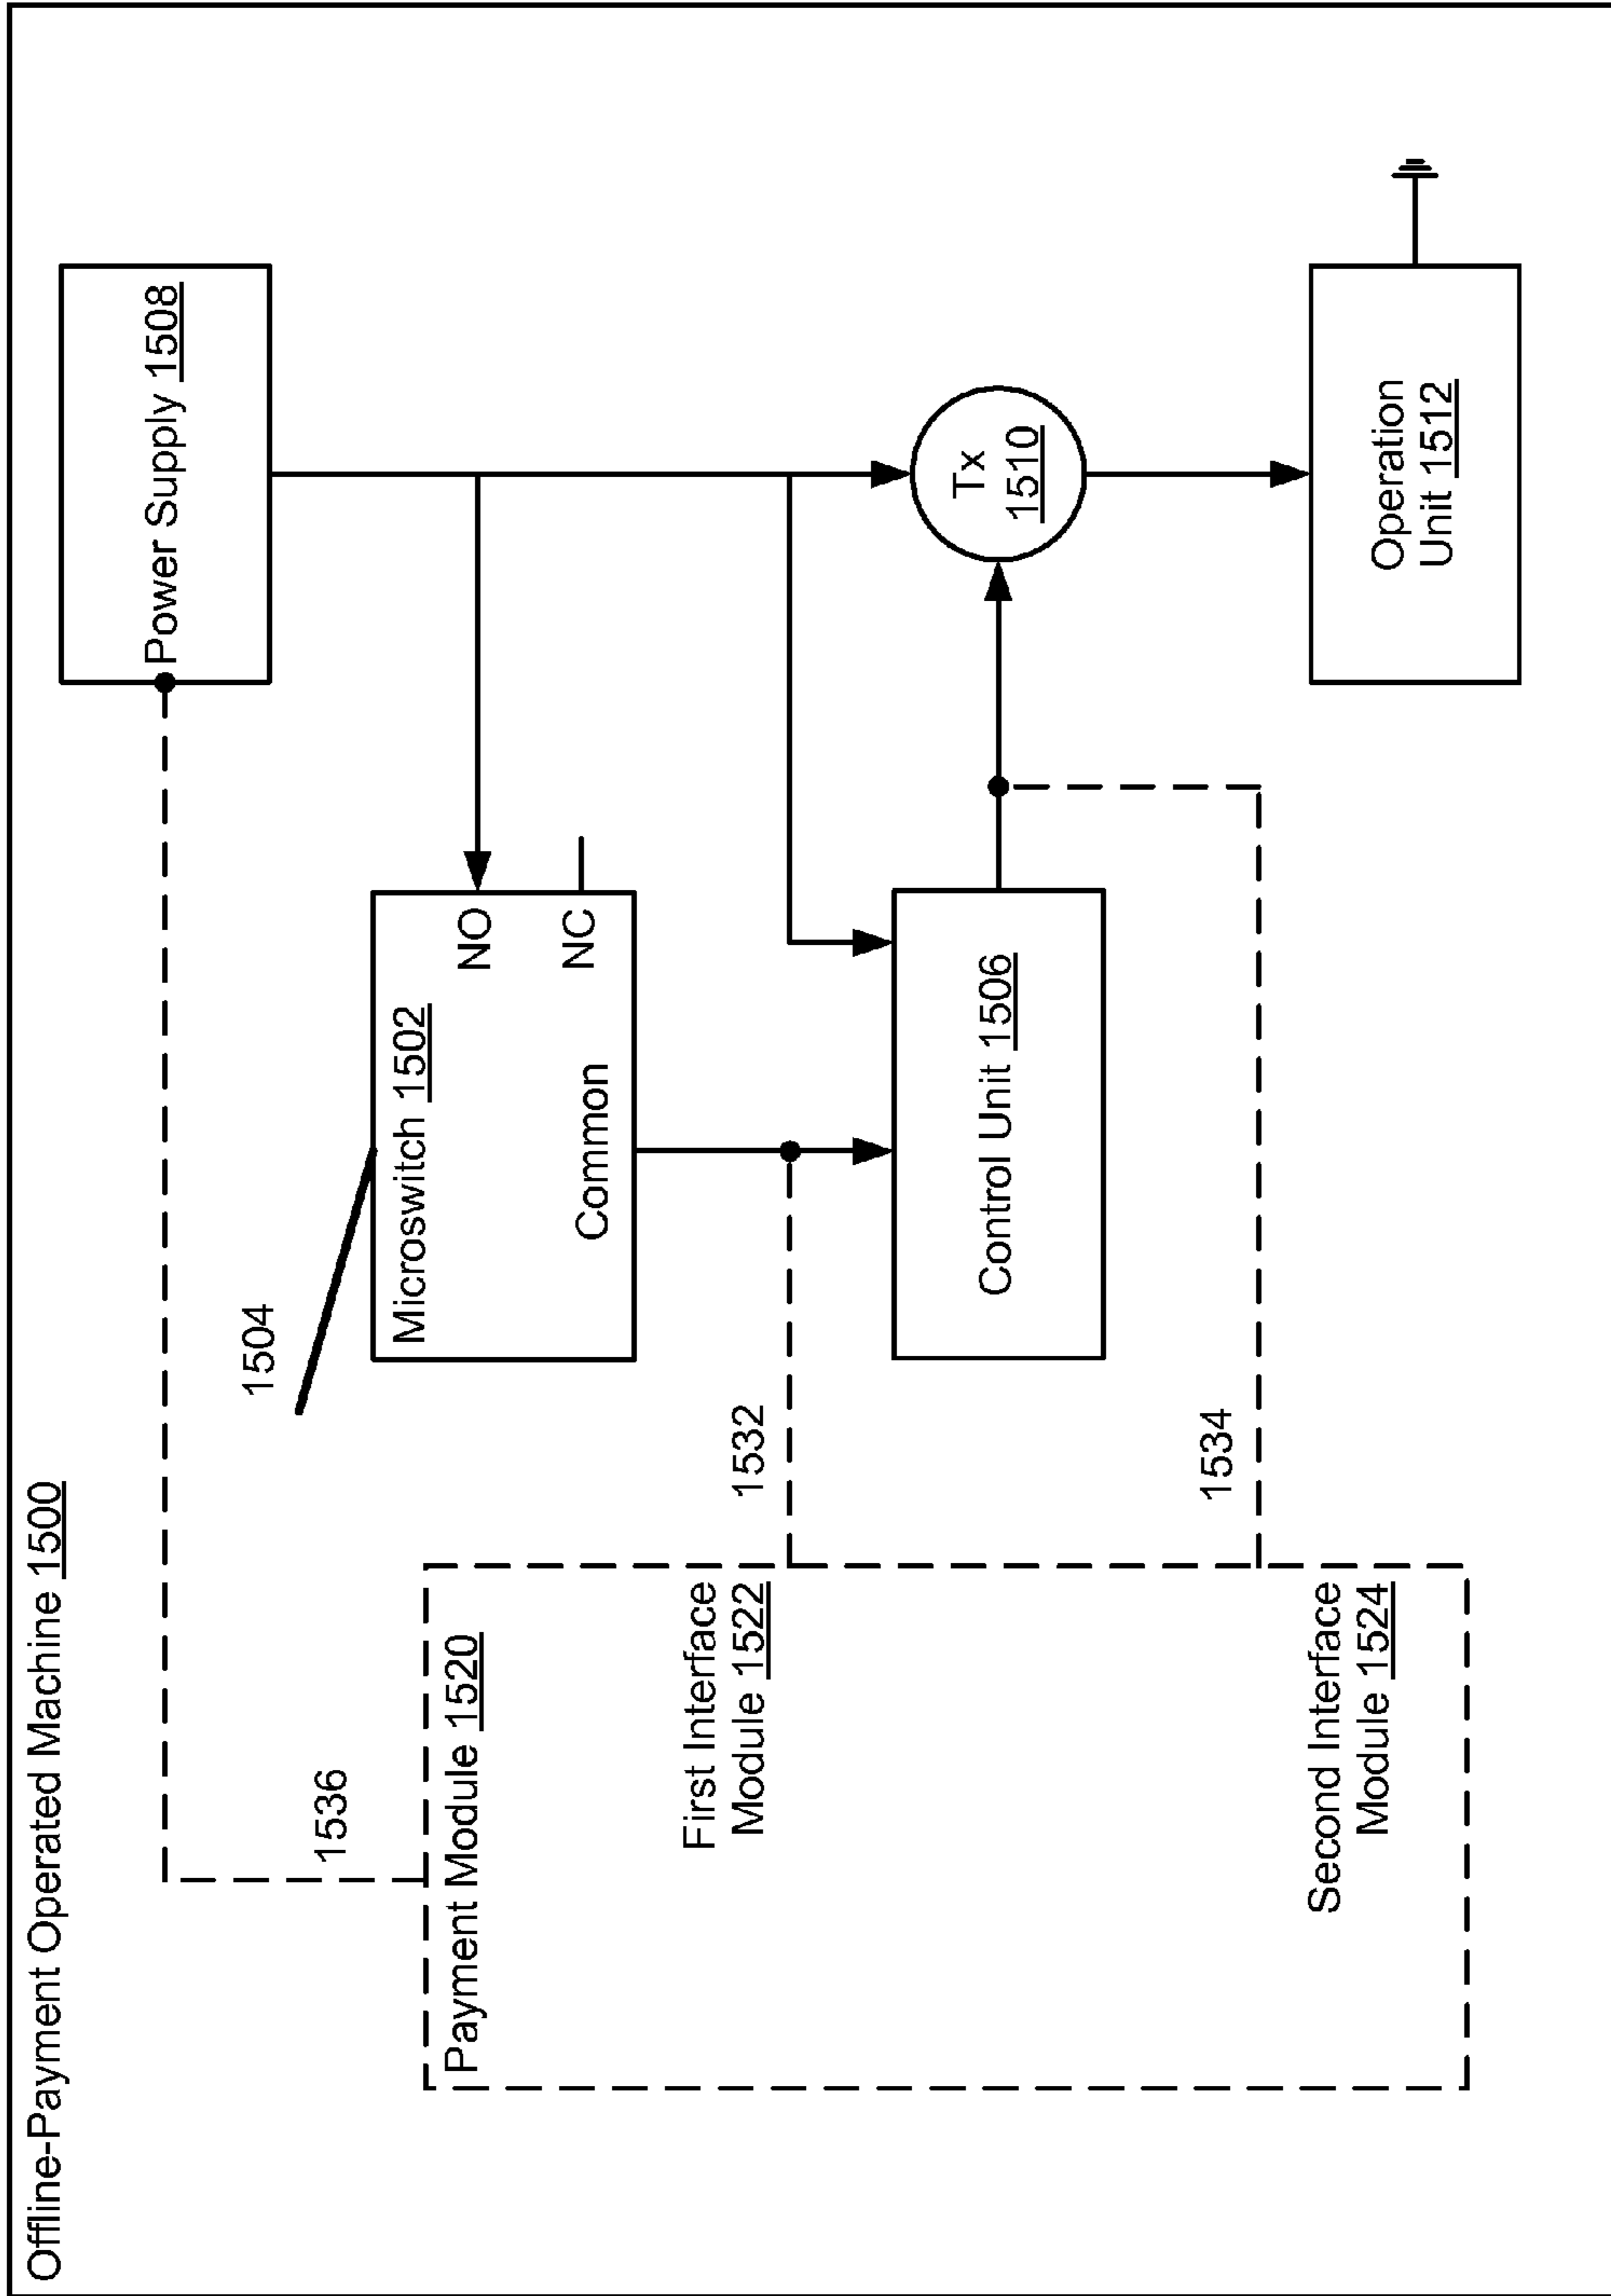 Offline-Payment Operated Machine 1500
Power Supply 1508
1536
1504
Microswitch 1502
NO
NC
Common
Payment Module 1520
First Interface
Module 1522
1532
Control Unit 1506
Tx
1510
1534
Second Interface
Module 1524
Operation
Unit 1512